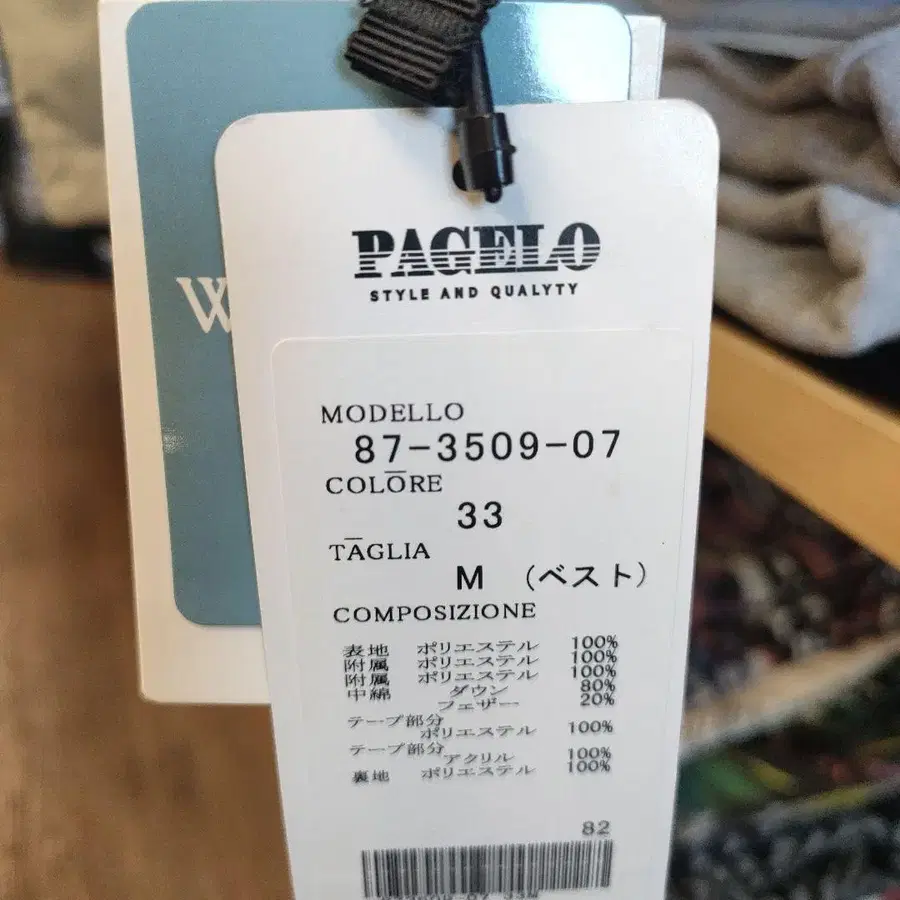 W
PAGELO
STYLE AND QUALYTY
MODELLO
87-3509-07
COLŌRE
33
TĀGLIA
M (ベスト)
COMPOSIZIONE
表地 ポリエステル 100%
附属 ポリエステル 100%
附属 ポリエステル 100%
中綿 ダウン 80%
フェザー 20%
テープ部分
ポリエステル 100%
テープ部分
アクリル 100%
裏地 ポリエステル 100%
82